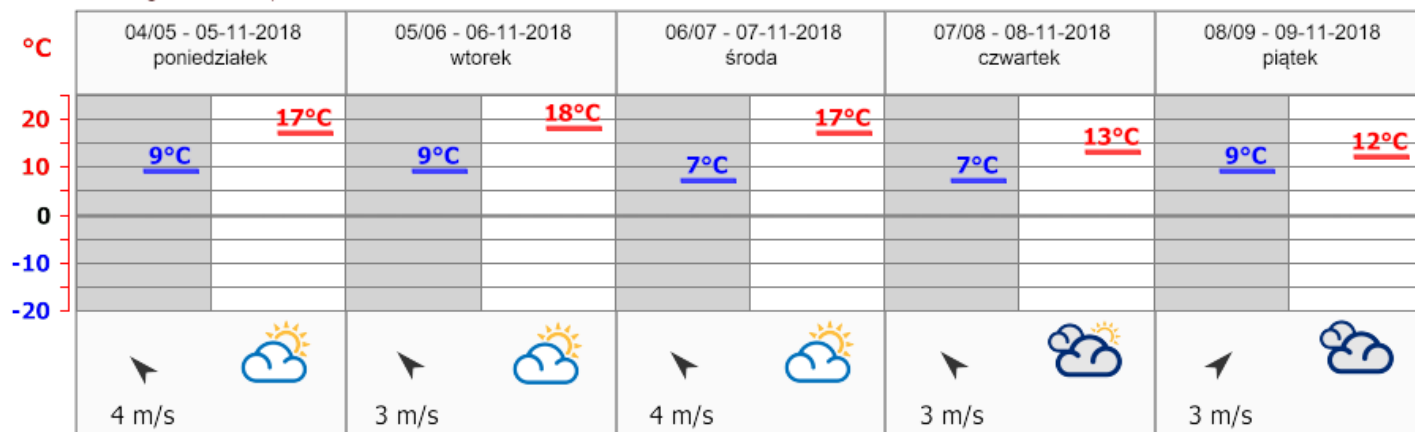 °C
04/05 - 05-11-2018
poniedziałek
05/06 - 06-11-2018
wtorek
06/07 - 07-11-2018
środa
07/08 - 08-11-2018
czwartek
08/09 - 09-11-2018
piątek
20
10
0
-10
-20
9°C 17°C
9°C 18°C
7°C 17°C
7°C 13°C
9°C 12°C
4 m/s
3 m/s
4 m/s
3 m/s
3 m/s